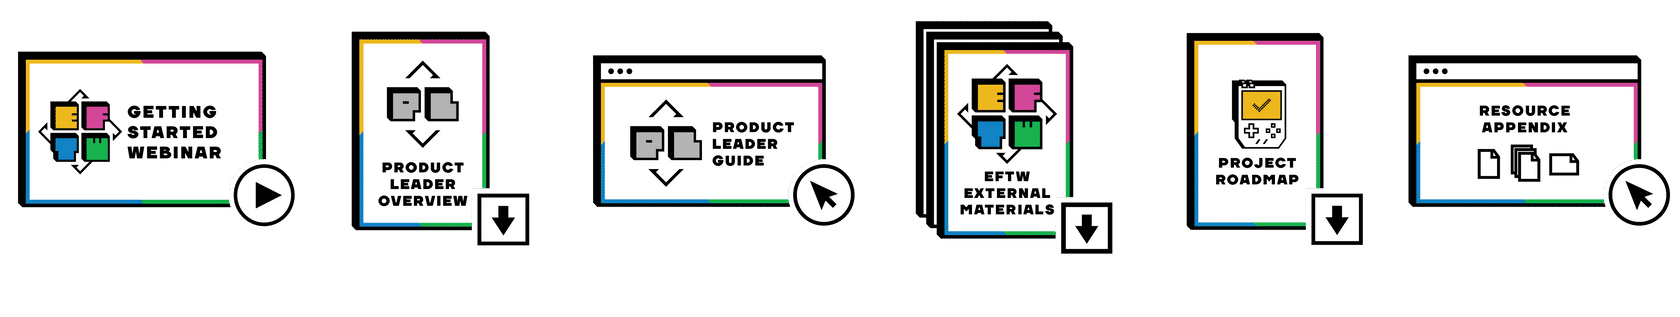 GETTING
STARTED
WEBINAR
PRODUCT
LEADER
OVERVIEW
PRODUCT
LEADER
GUIDE
EFTW
EXTERNAL
MATERIALS
PROJECT
ROADMAP
RESOURCE
APPENDIX